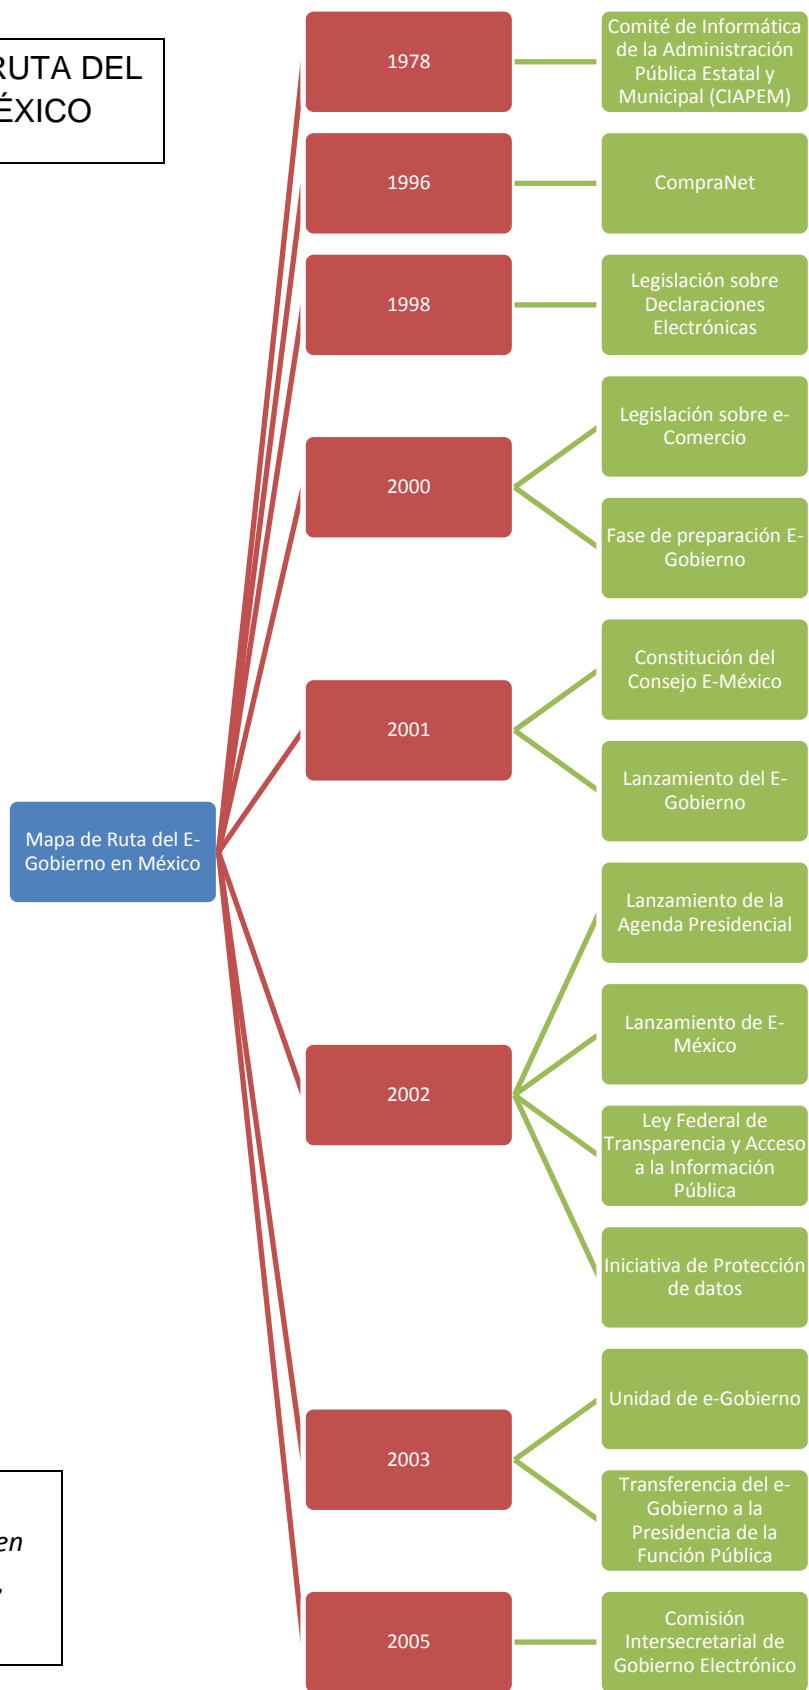 RUTA DEL
ÉXICO
1978
Comité de Informática
de la Administración
Pública Estatal y
Municipal (CIAPEM)
1996
CompraNet
1998
Legislación sobre
Declaraciones
Electrónicas
2000
Legislación sobre e-
Comercio
Fase de preparación E-
Gobierno
2001
Constitución del
Consejo E-México
Lanzamiento del E-
Gobierno
Mapa de Ruta del E-
Gobierno en México
2002
Lanzamiento de la
Agenda Presidencial
Lanzamiento de E-
México
Ley Federal de
Transparencia y Acceso
a la Información
Pública
Iniciativa de Protección
de datos
2003
Unidad de e-Gobierno
Transferencia del e-
Gobierno a la
Presidencia de la
Función Pública
en
,
2005
Comisión
Intersecretarial de
Gobierno Electrónico